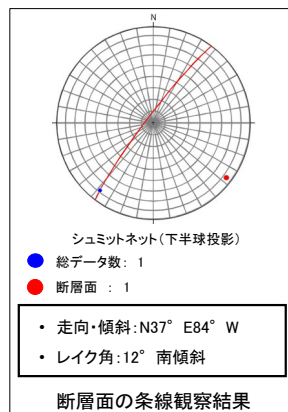 N
シュミットネット(下半球投影)
総データ数: 1
断層面 : 1
• 走向・傾斜:N37°E84°W
• レイク角:12°南傾斜
断層面の条線観察結果